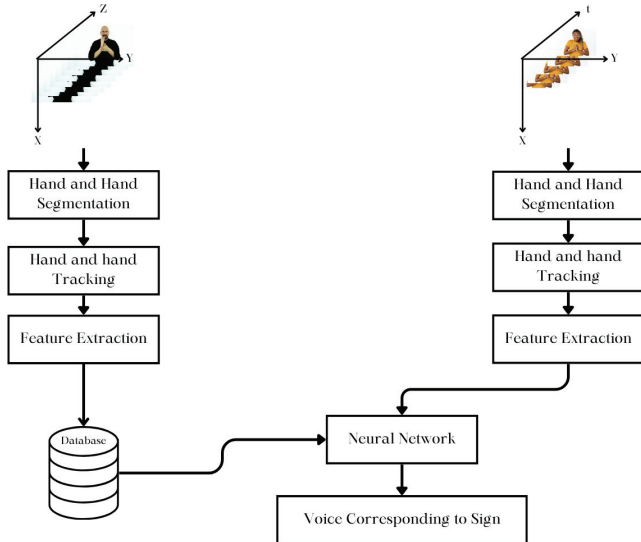 Z
Y
X
Hand and Hand
Segmentation
Hand and hand
Tracking
Feature Extraction
Database
t
Y
X
Hand and Hand
Segmentation
Hand and hand
Tracking
Feature Extraction
Neural Network
Voice Corresponding to Sign